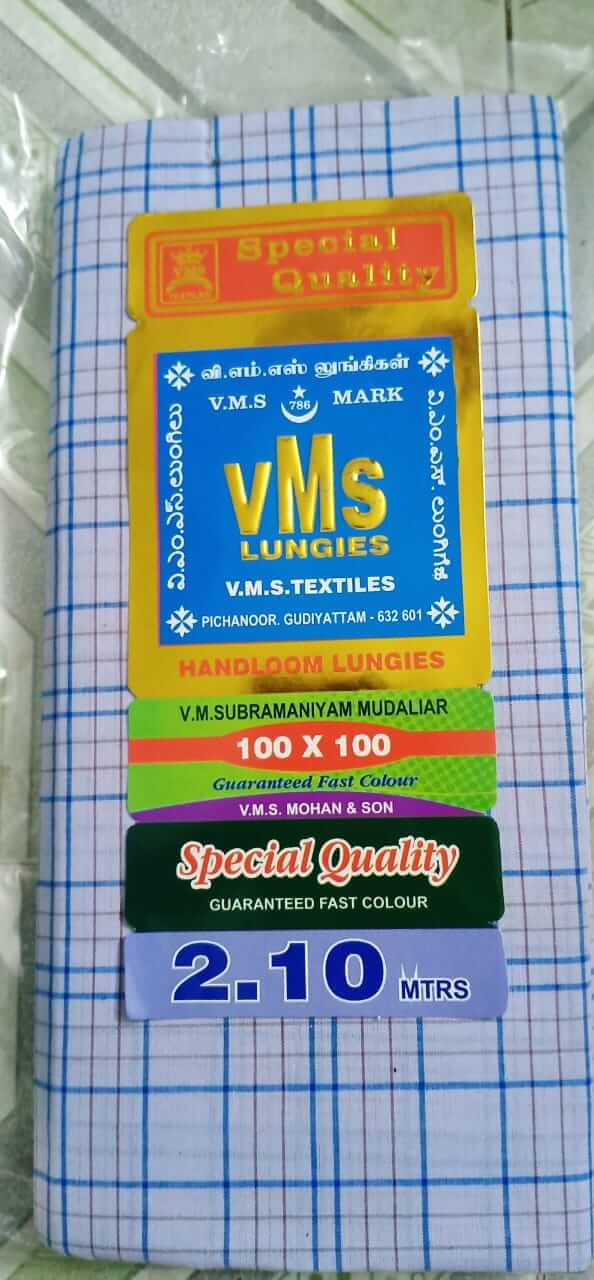 Special
Quality
வி.எம்.எஸ் லுங்கிகள்
V.M.S 786 MARK
వి.ఎం.ఎస్.లుంగీలు
VMS
LUNGIES
V.M.S.TEXTILES
PICHANOOR. GUDIYATTAM - 632 601
HANDLOOM LUNGIES
V.M.SUBRAMANIYAM MUDALIAR
100 X 100
Guaranteed Fast Colour
V.M.S. MOHAN & SON
Special Quality
GUARANTEED FAST COLOUR
2.10 MTRS